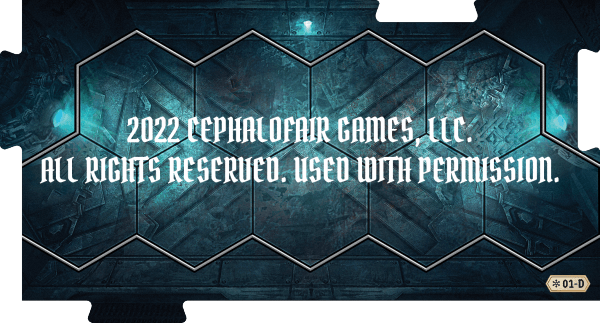 2022 CEPHALOFAIR GAMES, LLC.
ALL RIGHTS RESERVED. USED WITH PERMISSION.
* 01-D